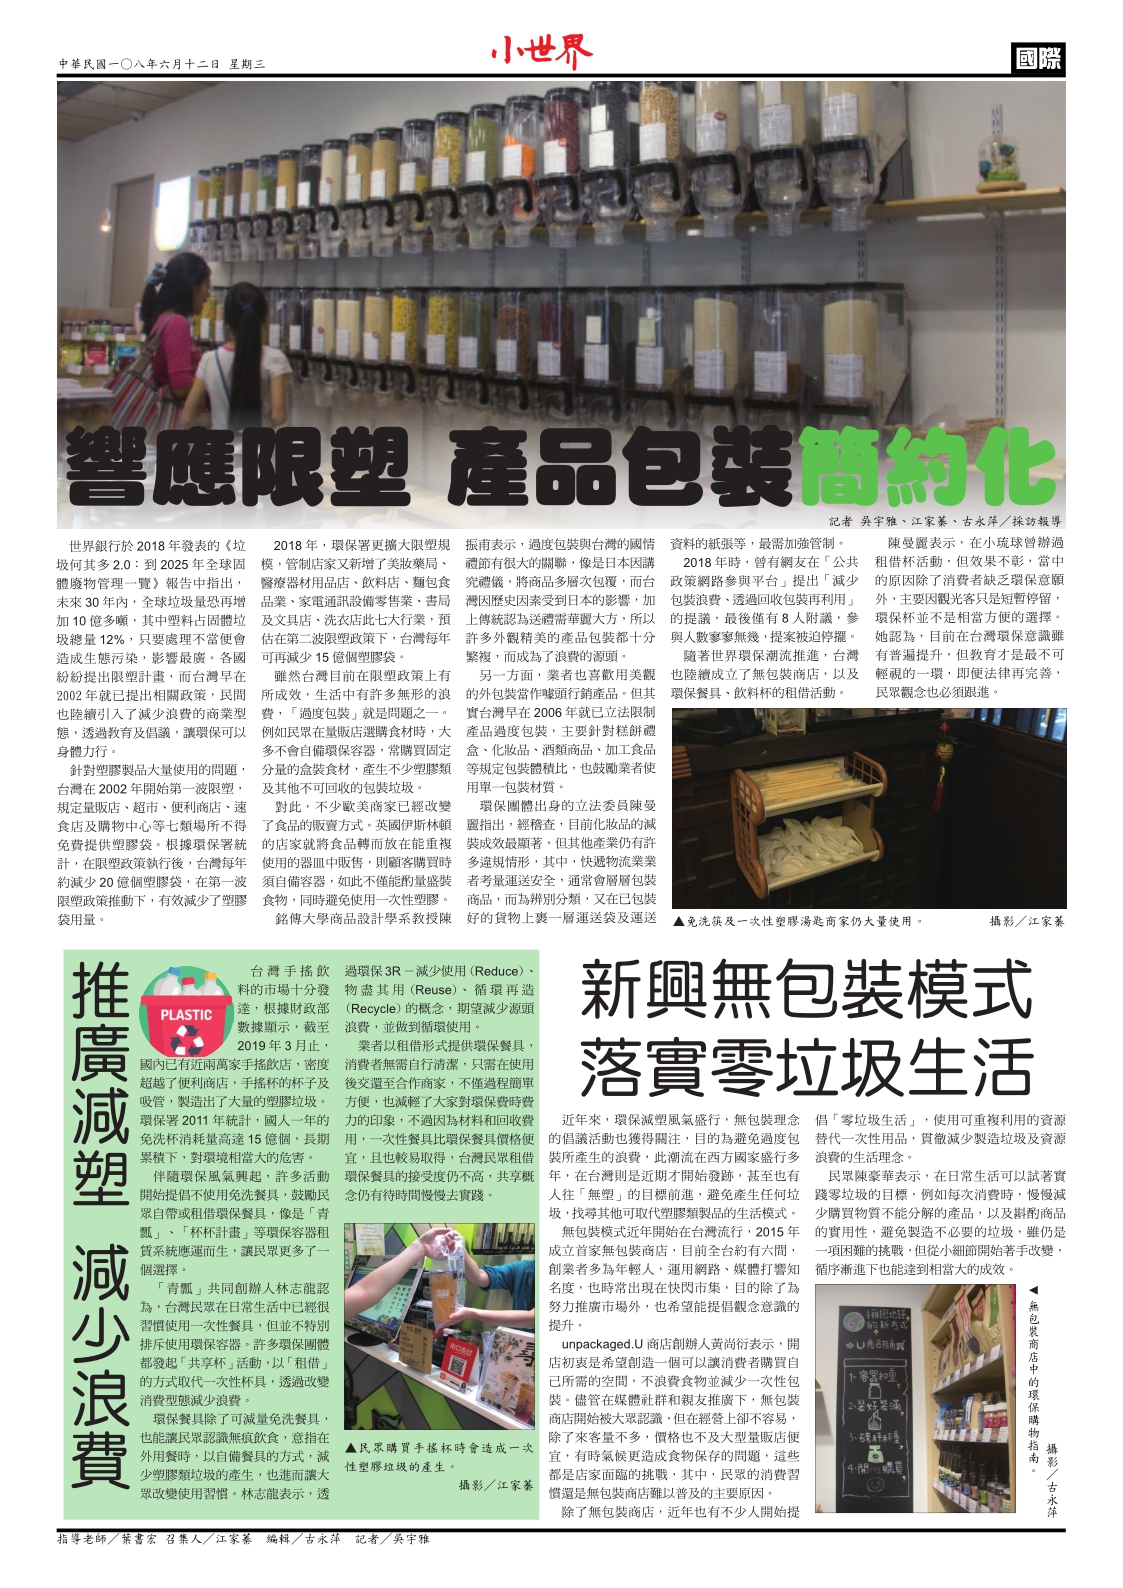 中華民國一〇八年六月十二日 星期三
小世界
國際
響應限塑 產品包裝簡約化
記者 吳宇雅、江家蓁、古永萍／採訪報導
世界銀行於 2018 年發表的《垃
圾何其多 2.0：到 2025 年全球固
體廢物管理一覽》報告中指出，
未來 30 年內，全球垃圾量恐再增
加 10 億多噸，其中塑料占固體垃
圾總量 12%，只要處理不當便會
造成生態污染，影響最廣。各國
紛紛提出限塑計畫，而台灣早在
2002 年就已提出相關政策，民間
也陸續引入了減少浪費的商業型
態，透過教育及倡議，讓環保可以
身體力行。
針對塑膠製品大量使用的問題，
台灣在 2002 年開始第一波限塑，
規定量販店、超市、便利商店、速
食店及購物中心等七類場所不得
免費提供塑膠袋。根據環保署統
計，在限塑政策執行後，台灣每年
約減少 20 億個塑膠袋，在第一波
限塑政策推動下，有效減少了塑膠
袋用量。
2018 年，環保署更擴大限塑規
模，管制店家又新增了美妝藥局、
醫療器材用品店、飲料店、麵包食
品業、家電通訊設備零售業、書局
及文具店、洗衣店此七大行業，預
估在第二波限塑政策下，台灣每年
可再減少 15 億個塑膠袋。
雖然台灣目前在限塑政策上有
所成效，生活中有許多無形的浪
費，「過度包裝」就是問題之一。
例如民眾在量販店選購食材時，大
多不會自備環保容器，常購買固定
分量的盒裝食材，產生不少塑膠類
及其他不可回收的包裝垃圾。
對此，不少歐美商家已經改變
了食品的販賣方式。英國伊斯林頓
的店家就將食品轉而放在能重複
使用的器皿中販售，則顧客購買時
須自備容器，如此不僅能酌量盛裝
食物，同時避免使用一次性塑膠。
銘傳大學商品設計學系教授陳
振甫表示，過度包裝與台灣的國情
禮節有很大的關聯，像是日本因講
究禮儀，將商品多層次包覆，而台
灣因歷史因素受到日本的影響，加
上傳統認為送禮需華麗大方，所以
許多外觀精美的產品包裝都十分
繁複，而成為了浪費的源頭。
另一方面，業者也喜歡用美觀
的外包裝當作噱頭行銷產品。但其
實台灣早在 2006 年就已立法限制
產品過度包裝，主要針對糕餅禮
盒、化妝品、酒類商品、加工食品
等規定包裝體積比，也鼓勵業者使
用單一包裝材質。
環保團體出身的立法委員陳曼
麗指出，經稽查，目前化妝品的減
裝成效最顯著，但其他產業仍有許
多違規情形，其中，快遞物流業業
者考量運送安全，通常會層層包裝
商品，而為辨別分類，又在已包裝
好的貨物上裹一層運送袋及運送
資料的紙張等，最需加強管制。
2018 年時，曾有網友在「公共
政策網路參與平台」提出「減少
包裝浪費、透過回收包裝再利用」
的提議，最後僅有 8 人附議，參
與人數寥寥無幾，提案被迫停擺。
隨著世界環保潮流推進，台灣
也陸續成立了無包裝商店，以及
環保餐具、飲料杯的租借活動。
陳曼麗表示，在小琉球曾辦過
租借杯活動，但效果不彰，當中
的原因除了消費者缺乏環保意願
外，主要因觀光客只是短暫停留，
環保杯並不是相當方便的選擇。
她認為，目前在台灣環保意識雖
有普遍提升，但教育才是最不可
輕視的一環，即便法律再完善，
民眾觀念也必須跟進。
▲免洗筷及一次性塑膠湯匙商家仍大量使用。 攝影／江家蓁
推廣減塑 減少浪費
PLASTIC
台灣手搖飲
料的市場十分發
達，根據財政部
數據顯示，截至
2019 年 3 月止，
國內已有近兩萬家手搖飲店，密度
超越了便利商店，手搖杯的杯子及
吸管，製造出了大量的塑膠垃圾。
環保署 2011 年統計，國人一年的
免洗杯消耗量高達 15 億個，長期
累積下，對環境相當大的危害。
伴隨環保風氣興起，許多活動
開始提倡不使用免洗餐具，鼓勵民
眾自帶或租借環保餐具，像是「青
瓢」、「杯杯計畫」等環保容器租
賃系統應運而生，讓民眾更多了一
個選擇。
「青瓢」共同創辦人林志龍認
為，台灣民眾在日常生活中已經很
習慣使用一次性餐具，但並不特別
排斥使用環保容器。許多環保團體
都發起「共享杯」活動，以「租借」
的方式取代一次性杯具，透過改變
消費型態減少浪費。
環保餐具除了可減量免洗餐具，
也能讓民眾認識無痕飲食，意指在
外用餐時，以自備餐具的方式，減
少塑膠類垃圾的產生，也進而讓大
眾改變使用習慣。林志龍表示，透
過環保 3R－減少使用 (Reduce)、
物盡其用 (Reuse)、循環再造
(Recycle) 的概念，期望減少源頭
浪費，並做到循環使用。
業者以租借形式提供環保餐具，
消費者無需自行清潔，只需在使用
後交還至合作商家，不僅過程簡單
方便，也減輕了大家對環保費時費
力的印象，不過因為材料和回收費
用，一次性餐具比環保餐具價格便
宜，且也較易取得，台灣民眾租借
環保餐具的接受度仍不高，共享概
念仍有待時間慢慢去實踐。
▲民眾購買手搖杯時會造成一次
性塑膠垃圾的產生。
攝影／江家蓁
新興無包裝模式
落實零垃圾生活
近年來，環保減塑風氣盛行，無包裝理念
的倡議活動也獲得關注，目的為避免過度包
裝所產生的浪費，此潮流在西方國家盛行多
年，在台灣則是近期才開始發跡，甚至也有
人往「無塑」的目標前進，避免產生任何垃
圾，找尋其他可取代塑膠類製品的生活模式。
無包裝模式近年開始在台灣流行，2015 年
成立首家無包裝商店，目前全台約有六間，
創業者多為年輕人，運用網路、媒體打響知
名度，也時常出現在快閃市集，目的除了為
努力推廣市場外，也希望能提倡觀念意識的
提升。
unpackaged.U 商店創辦人黃尚衍表示，開
店初衷是希望創造一個可以讓消費者購買自
己所需的空間，不浪費食物並減少一次性包
裝。儘管在媒體社群和親友推廣下，無包裝
商店開始被大眾認識，但在經營上卻不容易，
除了來客量不多，價格也不及大型量販店便
宜，有時氣候更造成食物保存的問題，這些
都是店家面臨的挑戰，其中，民眾的消費習
慣還是無包裝商店難以普及的主要原因。
除了無包裝商店，近年也有不少人開始提
倡「零垃圾生活」，使用可重複利用的資源
替代一次性用品，貫徹減少製造垃圾及資源
浪費的生活理念。
民眾陳豪華表示，在日常生活可以試著實
踐零垃圾的目標，例如每次消費時，慢慢減
少購買物質不能分解的產品，以及斟酌商品
的實用性，避免製造不必要的垃圾，雖仍是
一項困難的挑戰，但從小細節開始著手改變，
循序漸進下也能達到相當大的成效。
◀無包裝商店中的環保購物指南。
攝影／古永萍
指導老師／葉書宏 召集人／江家蓁 編輯／古永萍 記者／吳宇雅